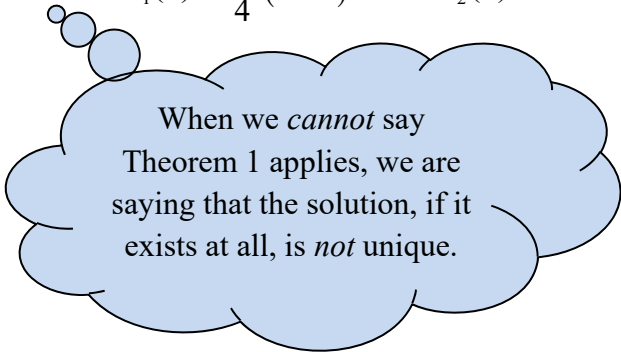 4
When we cannot say
Theorem 1 applies, we are
saying that the solution, if it
exists at all, is not unique.